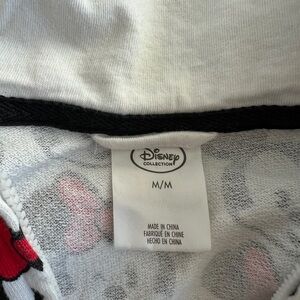 Disney
COLLECTION
M/M
MADE IN CHINA
FABRIQUÉ EN CHINE
HECHO EN CHINA